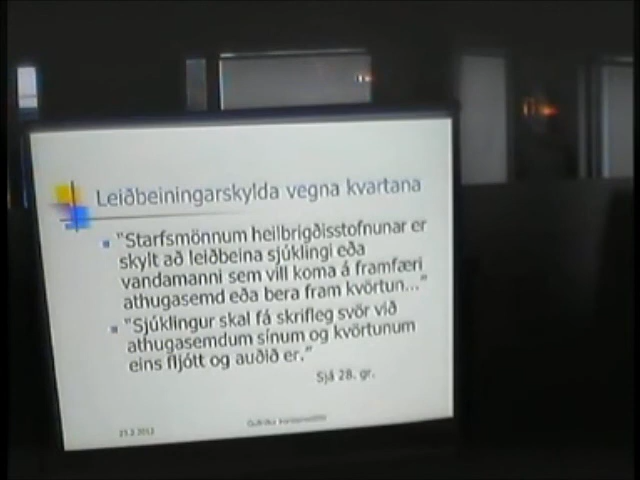 Leiðbeiningarskylda vegna kvartana
"Starfsmönnum heilbrigðisstofnunar er
skylt að leiðbeina sjúklingi eða
vandamanni sem vill koma á framfæri
athugasemd eða bera fram kvörtun..."
"Sjúklingur skal fá skrifleg svör við
athugasemdum sínum og kvörtunum
eins fljótt og auðið er."
Sjá 28. gr.